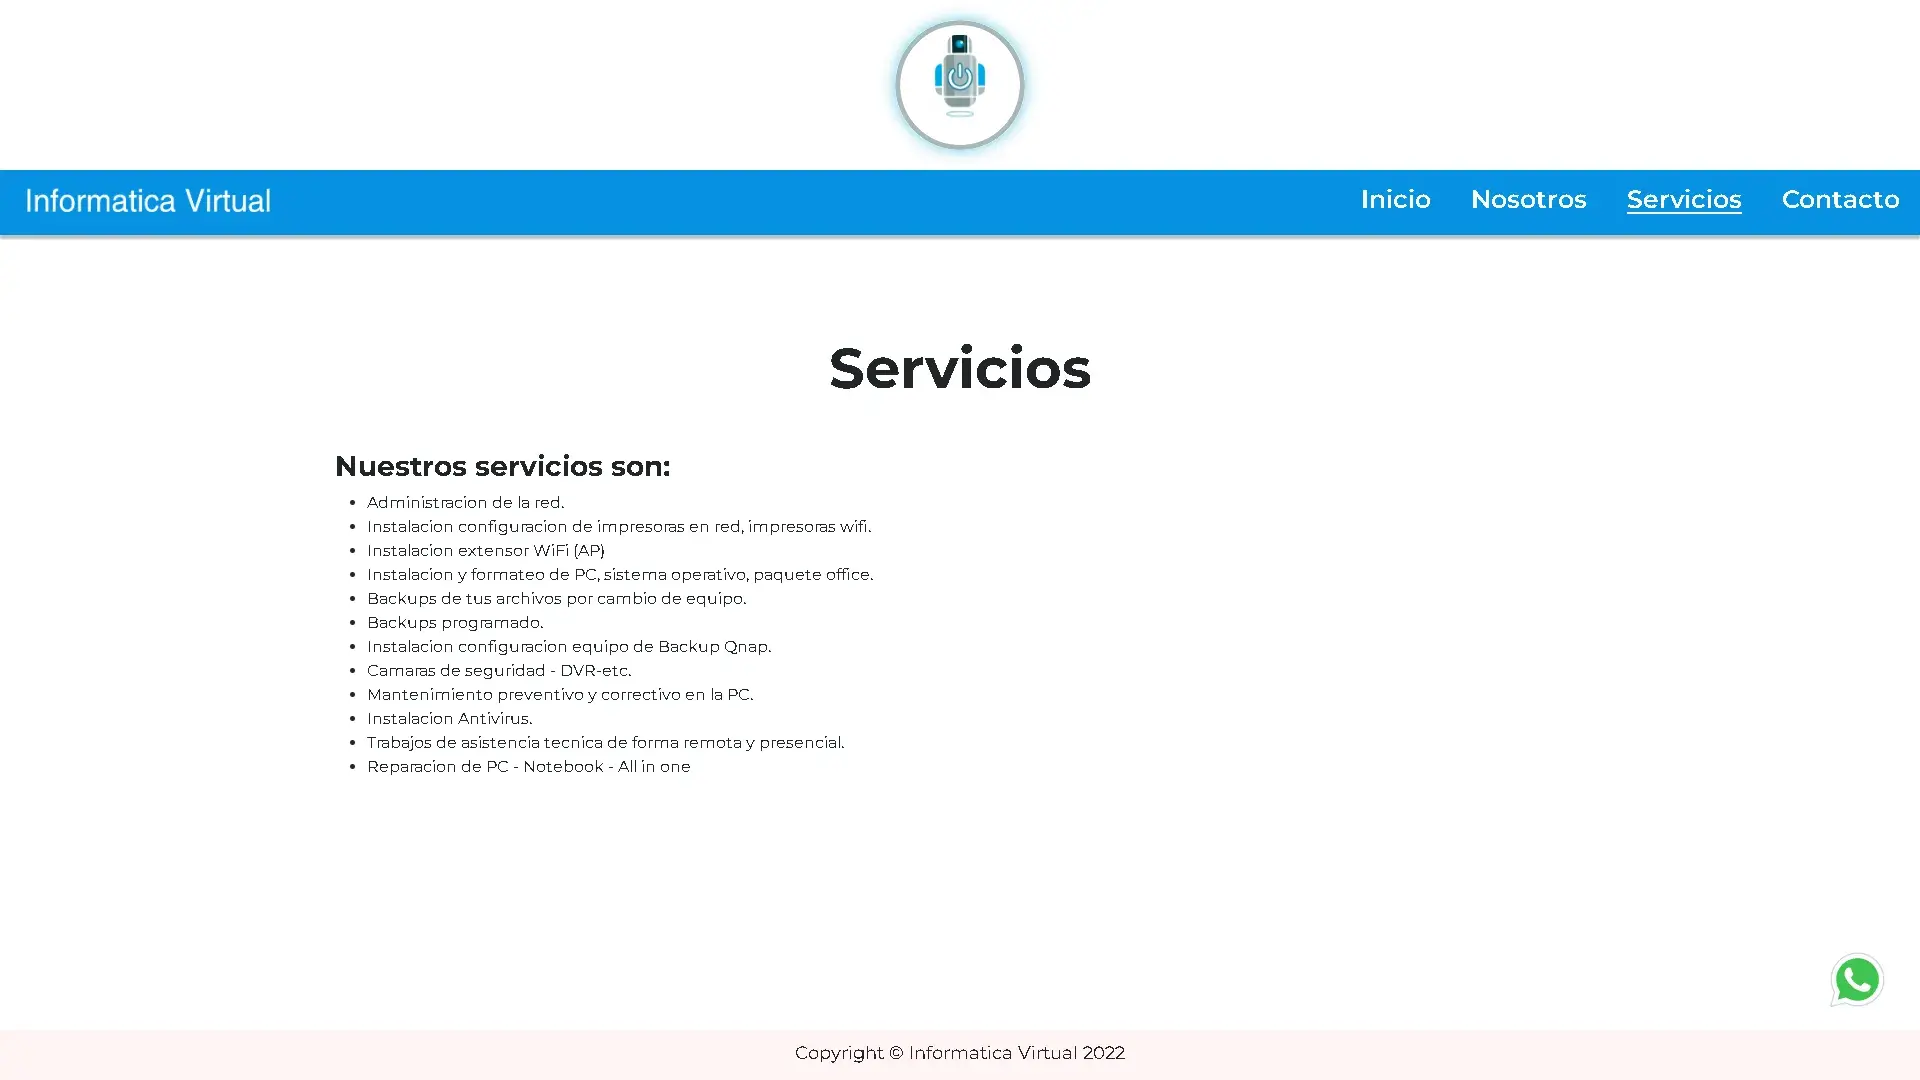 Informatica Virtual
Inicio Nosotros Servicios Contacto
Servicios
Nuestros servicios son:
Administracion de la red.
Instalacion configuracion de impresoras en red, impresoras wifi.
Instalacion extensor WiFi (AP)
Instalacion y formateo de PC, sistema operativo, paquete office.
Backups de tus archivos por cambio de equipo.
Backups programado.
Instalacion configuracion equipo de Backup Qnap.
Camaras de seguridad - DVR-etc.
Mantenimiento preventivo y correctivo en la PC.
Instalacion Antivirus.
Trabajos de asistencia tecnica de forma remota y presencial.
Reparacion de PC - Notebook - All in one
Copyright © Informatica Virtual 2022